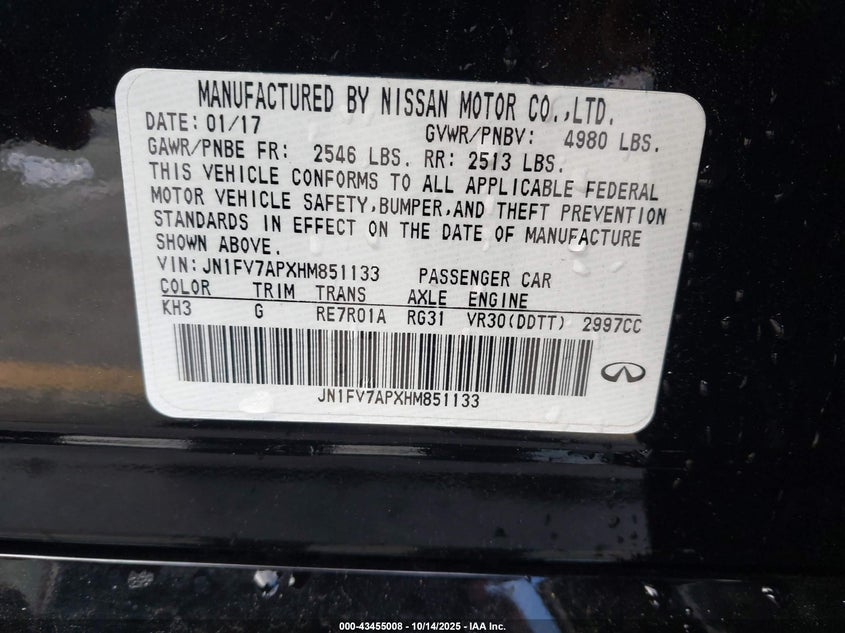 MANUFACTURED BY NISSAN MOTOR CO.,LTD.
DATE: 01/17 GVWR/PNBV: 4980 LBS.
GAWR/PNBE FR: 2546 LBS. RR: 2513 LBS.
THIS VEHICLE CONFORMS TO ALL APPLICABLE FEDERAL
MOTOR VEHICLE SAFETY,BUMPER,AND THEFT PREVENTION
STANDARDS IN EFFECT ON THE DATE OF MANUFACTURE
SHOWN ABOVE.
VIN:JN1FV7APXHM851133 PASSENGER CAR
COLOR TRIM TRANS AXLE ENGINE
KH3 G RE7R01A RG31 VR30(DDTT) 2997CC
JN1FV7APXHM851133
000-43455008 - 10/14/2025 - IAA Inc.